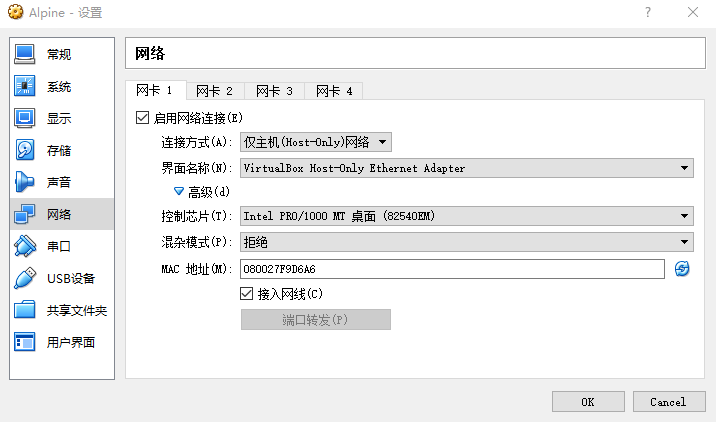 Alpine - 设置
常规
系统
显示
存储
声音
网络
串口
USB设备
共享文件夹
用户界面
网络
网卡 1 网卡 2 网卡 3 网卡 4
启用网络连接(E)
连接方式(A): 仅主机(Host-Only)网络
界面名称(N): VirtualBox Host-Only Ethernet Adapter
高级(d)
控制芯片(T): Intel PRO/1000 MT 桌面 (82540EM)
混杂模式(P): 拒绝
MAC 地址(M): 080027F9D6A6
接入网线(C)
端口转发(P)
OK Cancel